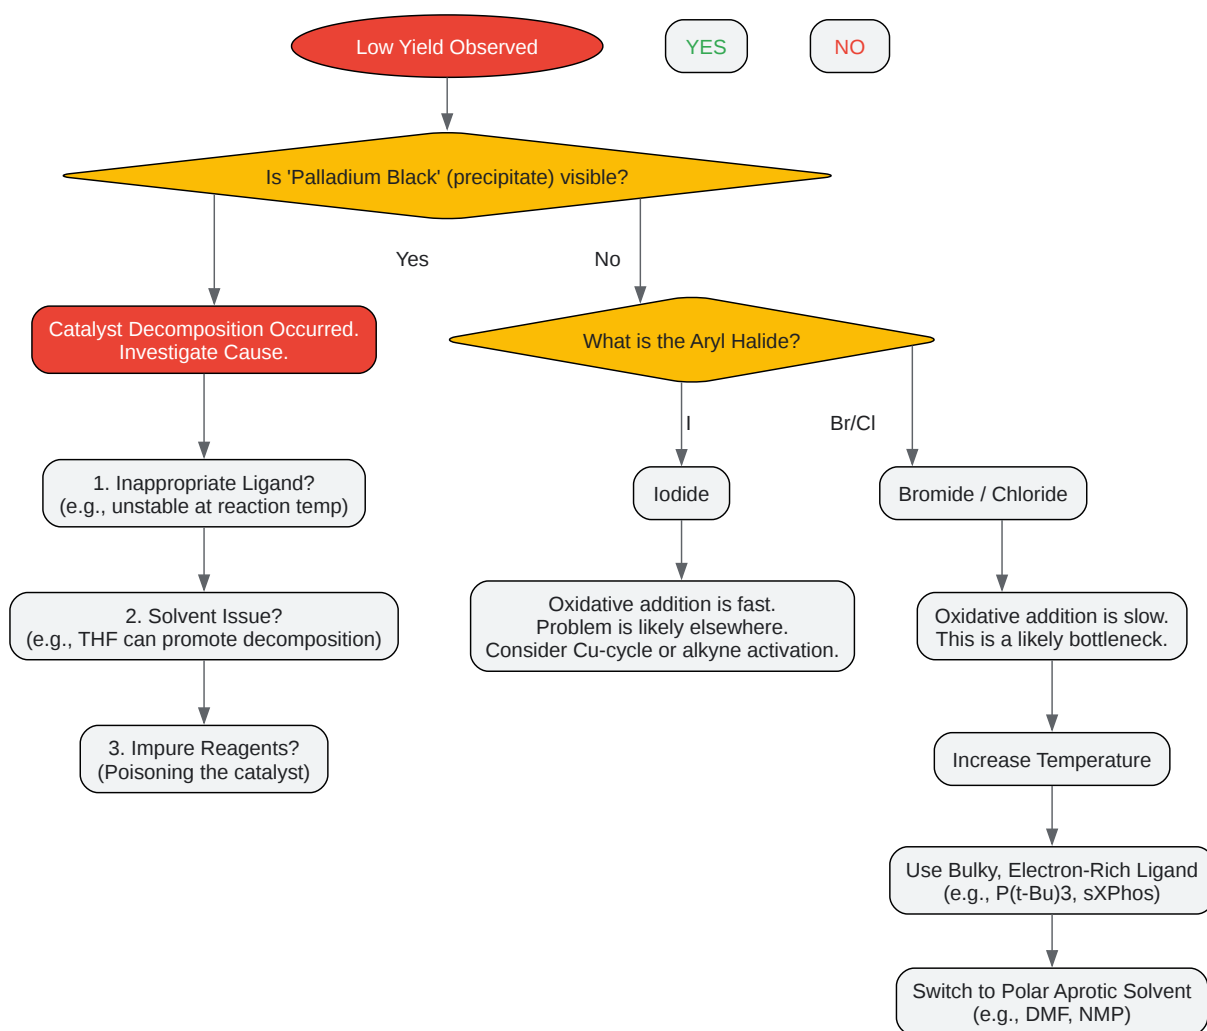 Low Yield Observed
YES
NO
Is 'Palladium Black' (precipitate) visible?
Yes
No
Catalyst Decomposition Occurred.
Investigate Cause.
What is the Aryl Halide?
I
Br/Cl
1. Inappropriate Ligand?
(e.g., unstable at reaction temp)
Iodide
Bromide / Chloride
2. Solvent Issue?
(e.g., THF can promote decomposition)
Oxidative addition is fast.
Problem is likely elsewhere.
Consider Cu-cycle or alkyne activation.
Oxidative addition is slow.
This is a likely bottleneck.
3. Impure Reagents?
(Poisoning the catalyst)
Increase Temperature
Use Bulky, Electron-Rich Ligand
(e.g., P(t-Bu)3, sXPhos)
Switch to Polar Aprotic Solvent
(e.g., DMF, NMP)